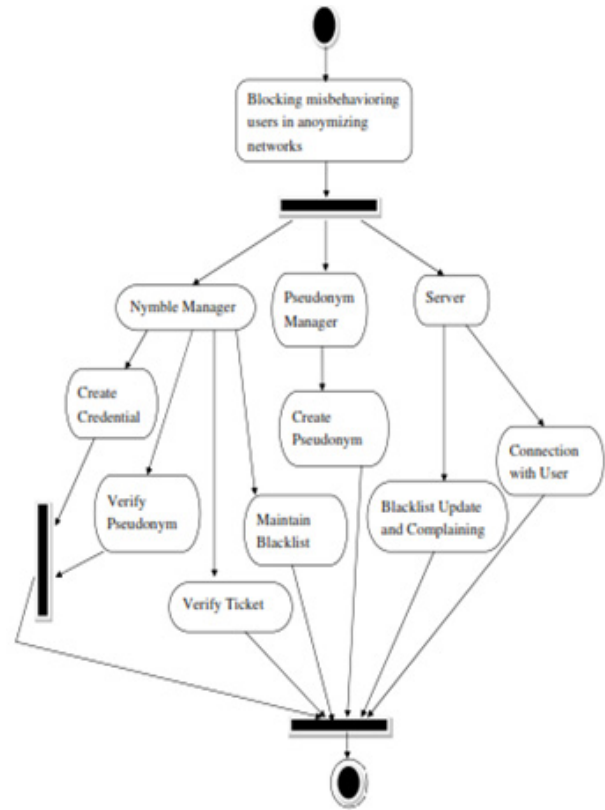 Blocking misbehavioring
users in anoymizing
networks
Nymble Manager
Pseudonym
Manager
Server
Create
Credential
Create
Pseudonym
Connection
with User
Verify
Pseudonym
Maintain
Blacklist
Blacklist Update
and Complaining
Verify Ticket